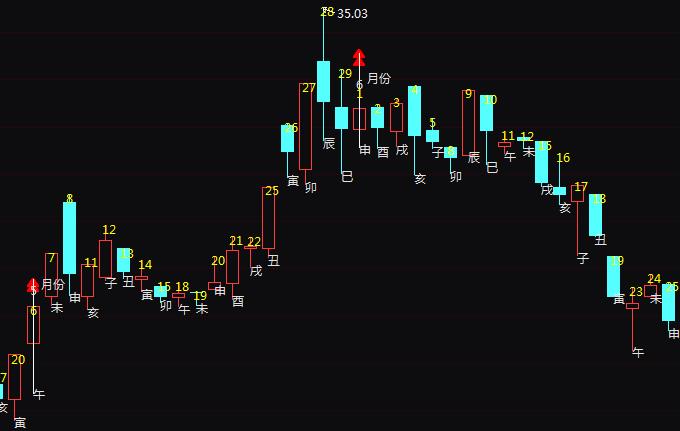 7
亥
20
寅
5 月份
6
午
7
未
8
申
11
亥
12
子
13
丑
14
寅
15
卯
18
午
19
未
20
申
21
酉
22
戌
25
丑
26
寅
27
卯
28
35.03
辰
29
巳
6 月份
1
申
2
酉
3
戌
4
亥
5
子
8
卯
9
辰
10
巳
11
午
12
未
15
戌
16
亥
17
子
18
丑
19
寅
23
午
24
未
25
申